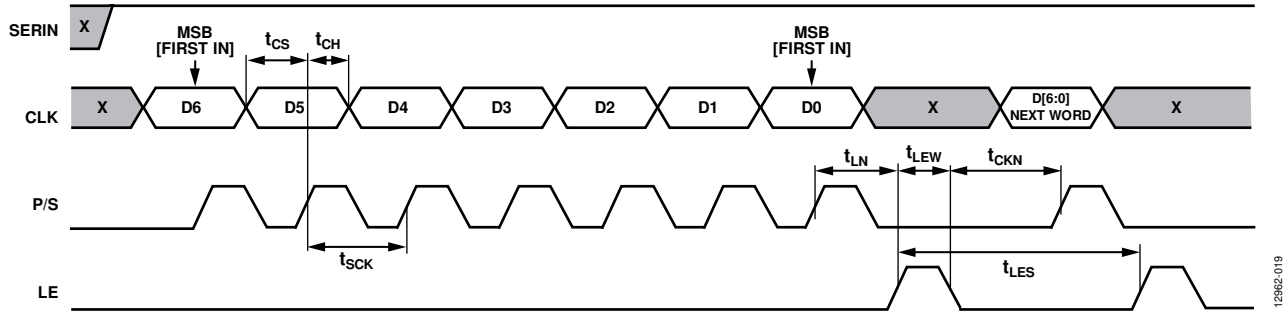 SERIN X
MSB
[FIRST IN]
tCS tCH
MSB
[FIRST IN]
CLK X D6 D5 D4 D3 D2 D1 D0 X D[6:0]
NEXT WORD X
tLN tLEW tCKN
P/S
tSCK
tLES
LE
12962-019